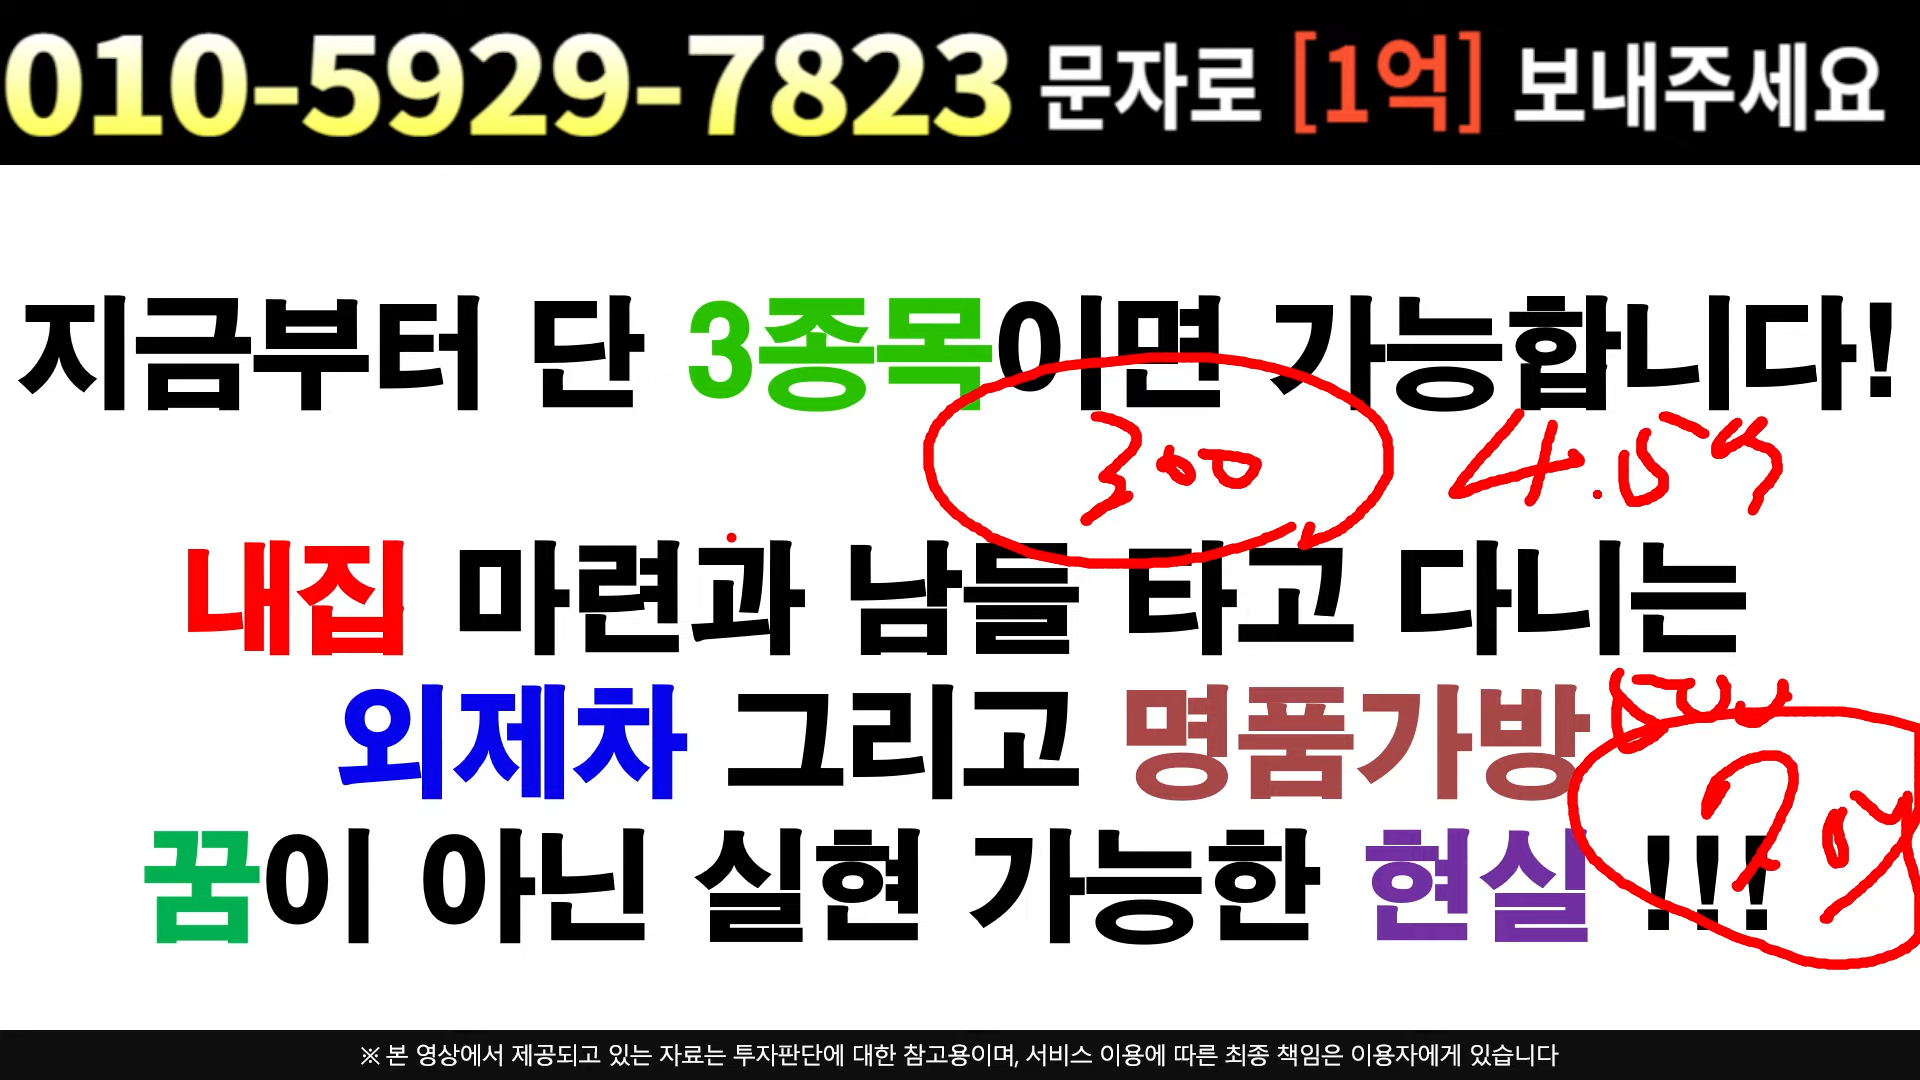 010-5929-7823 문자로 [1억] 보내주세요
지금부터 단 3종목이면 가능합니다!
300
4.5억
내집 마련과 남들 타고 다니는
외제차 그리고 명품가방
500
꿈이 아닌 실현 가능한 현실 !!!
※ 본 영상에서 제공되고 있는 자료는 투자판단에 대한 참고용이며, 서비스 이용에 따른 최종 책임은 이용자에게 있습니다